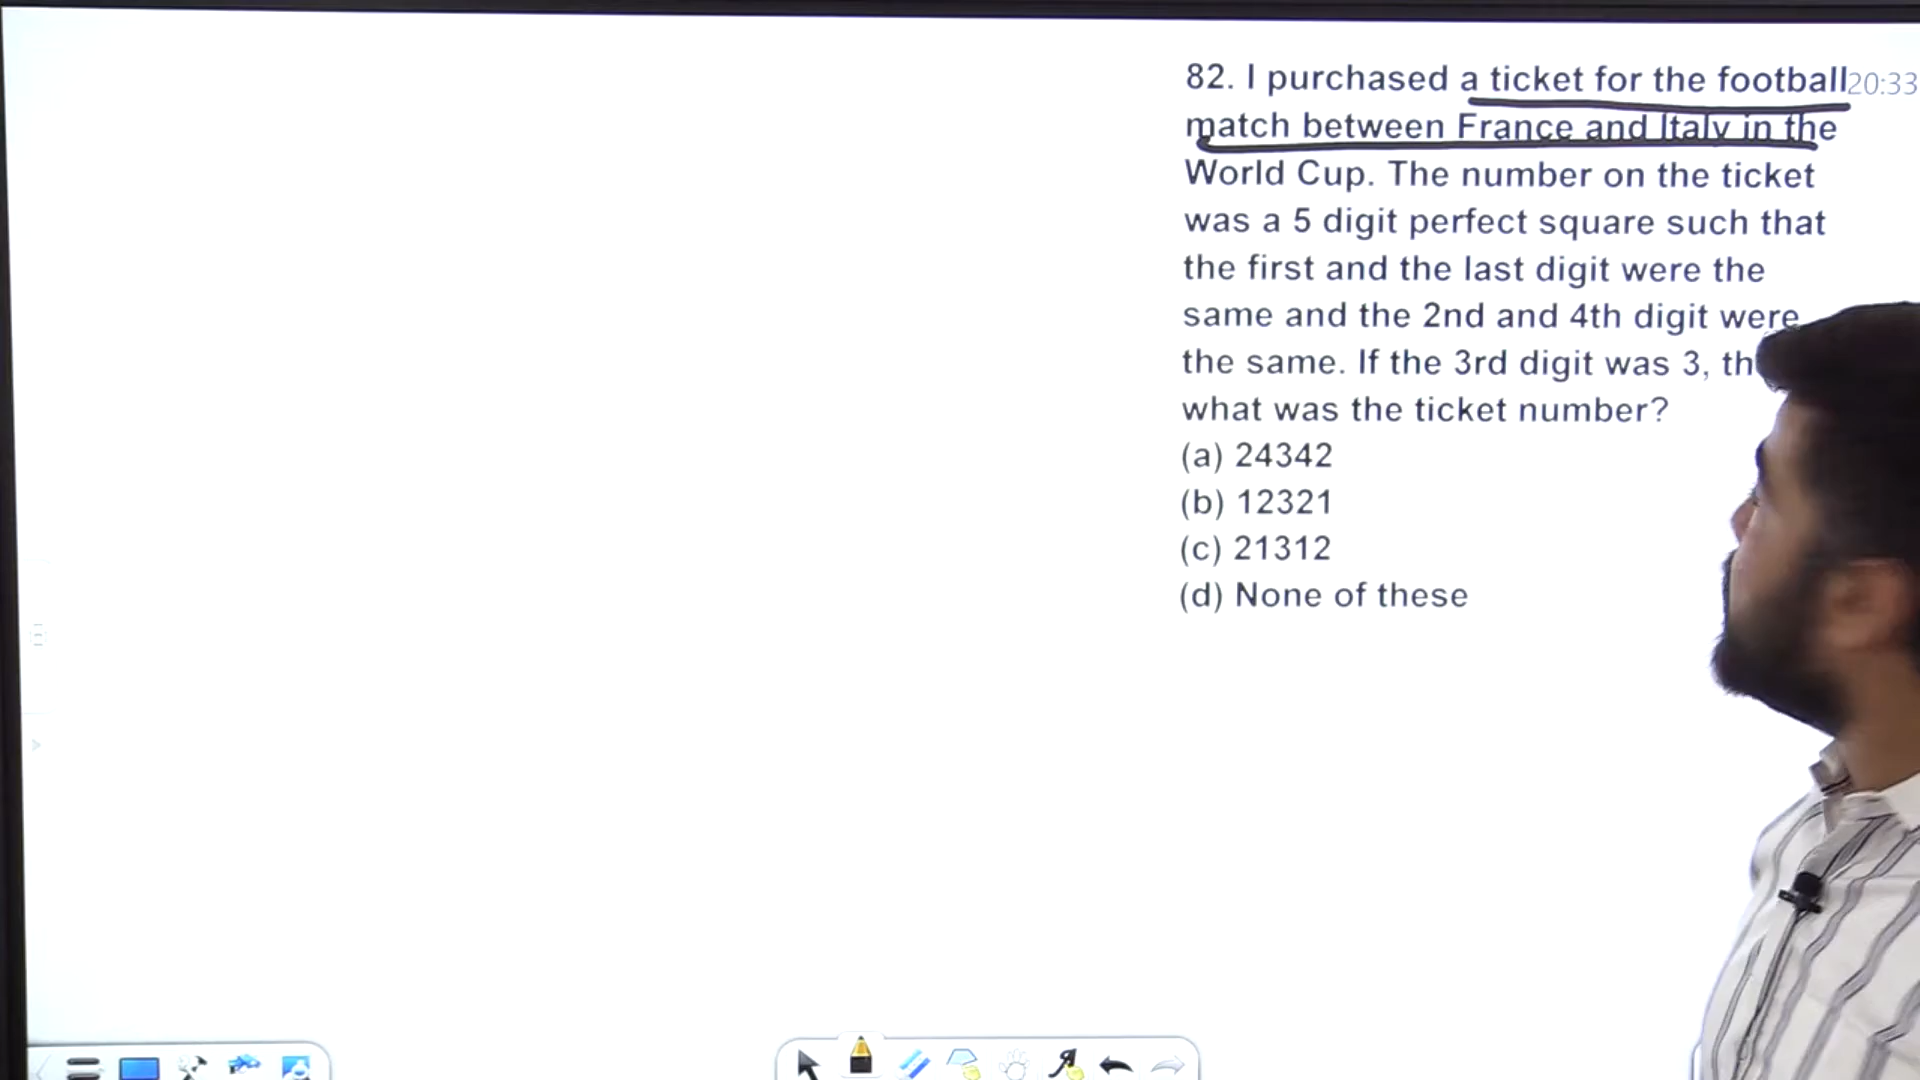 82. I purchased a ticket for the football
20:33
match between France and Italy in the
World Cup. The number on the ticket
was a 5 digit perfect square such that
the first and the last digit were the
same and the 2nd and 4th digit were
the same. If the 3rd digit was 3,
what was the ticket number?
(a) 24342
(b) 12321
(c) 21312
(d) None of these